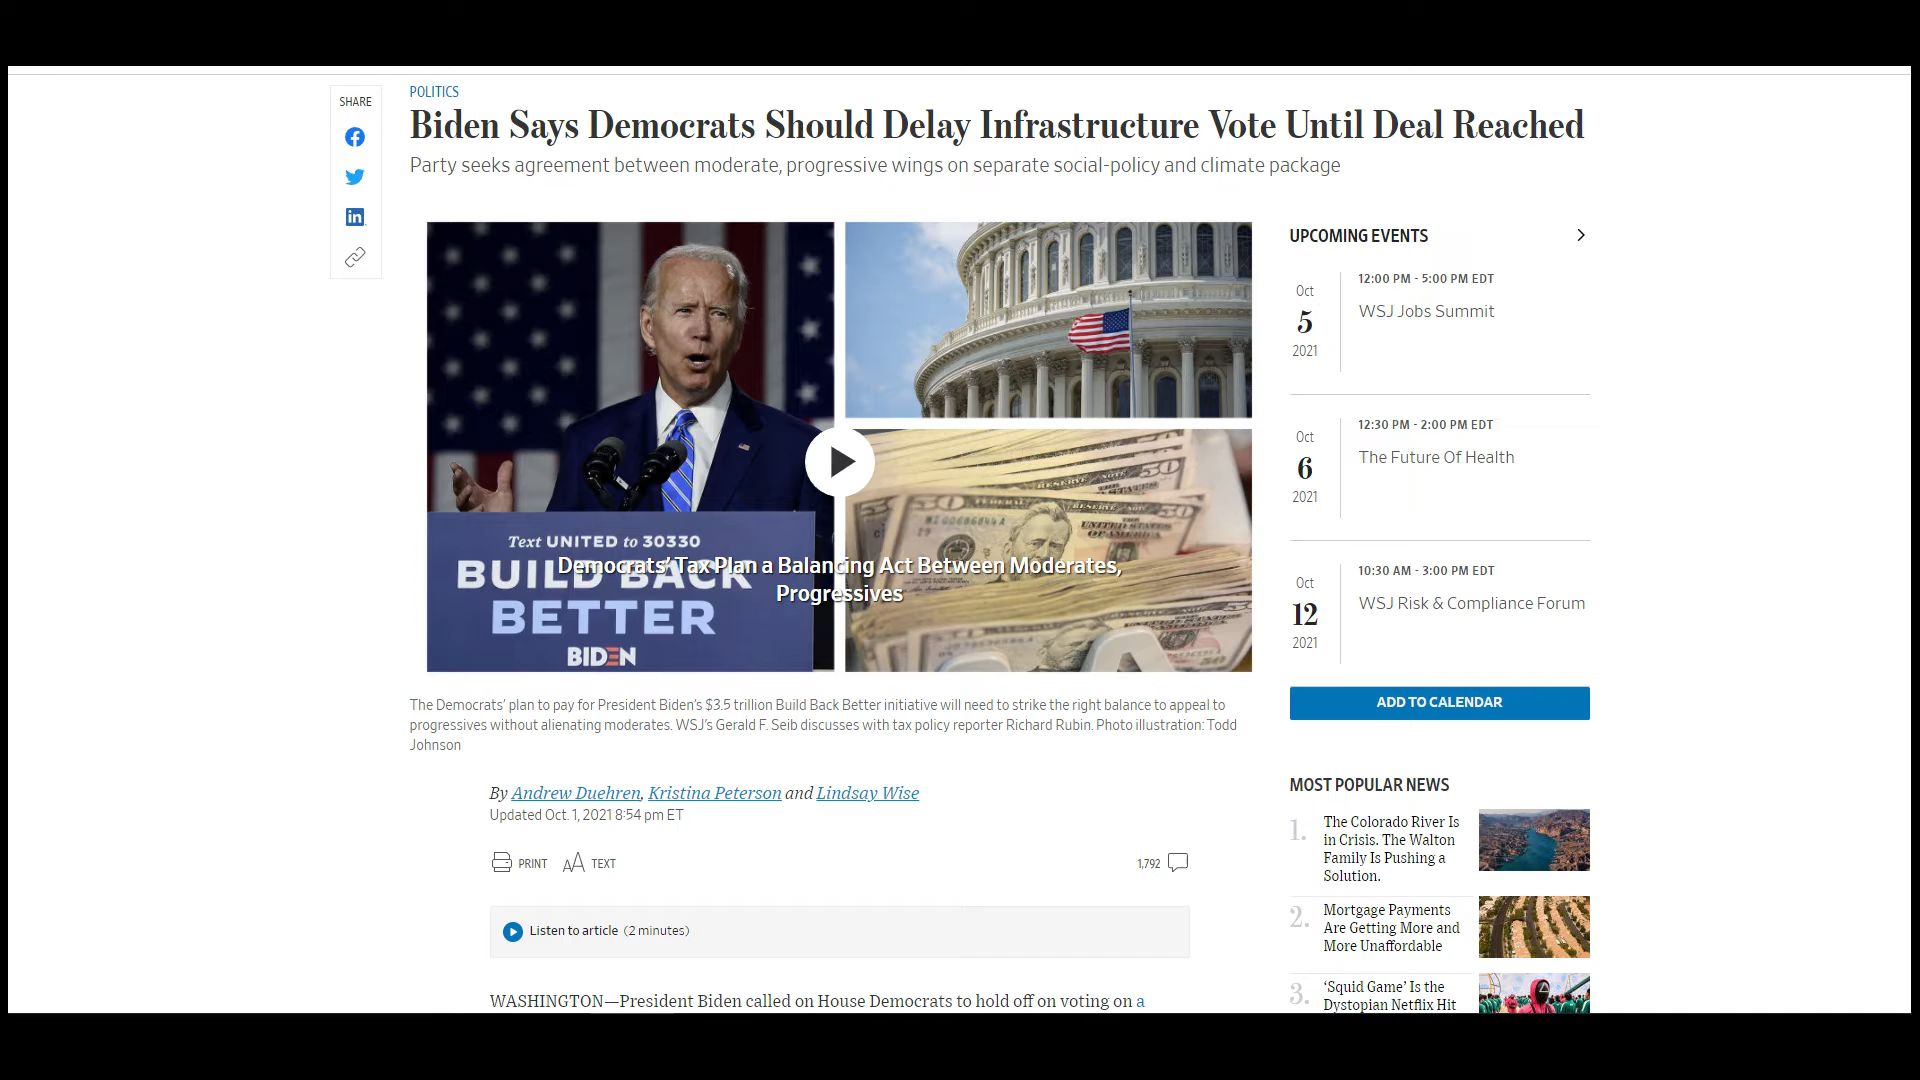 POLITICS
Biden Says Democrats Should Delay Infrastructure Vote Until Deal Reached
Party seeks agreement between moderate, progressive wings on separate social-policy and climate package
SHARE
in
Text UNITED to 30330
BUILD BACK
BETTER
BIDEN
Democrats' Tax Plan a Balancing Act Between Moderates,
Progressives
50
50
UNITED STATES
OF AMERICA
50
The Democrats' plan to pay for President Biden's $3.5 trillion Build Back Better initiative will need to strike the right balance to appeal to
progressives without alienating moderates. WSJ's Gerald F. Seib discusses with tax policy reporter Richard Rubin. Photo illustration: Todd
Johnson
By Andrew Duehren, Kristina Peterson and Lindsay Wise
Updated Oct. 1, 2021 8:54 pm ET
PRINT AA TEXT
1,792
Listen to article (2 minutes)
WASHINGTON—President Biden called on House Democrats to hold off on voting on a
UPCOMING EVENTS
Oct
5
2021
12:00 PM - 5:00 PM EDT
WSJ Jobs Summit
Oct
6
2021
12:30 PM - 2:00 PM EDT
The Future Of Health
Oct
12
2021
10:30 AM - 3:00 PM EDT
WSJ Risk & Compliance Forum
ADD TO CALENDAR
MOST POPULAR NEWS
1.
The Colorado River Is
in Crisis. The Walton
Family Is Pushing a
Solution.
2.
Mortgage Payments
Are Getting More and
More Unaffordable
3.
‘Squid Game’ Is the
Dystopian Netflix Hit